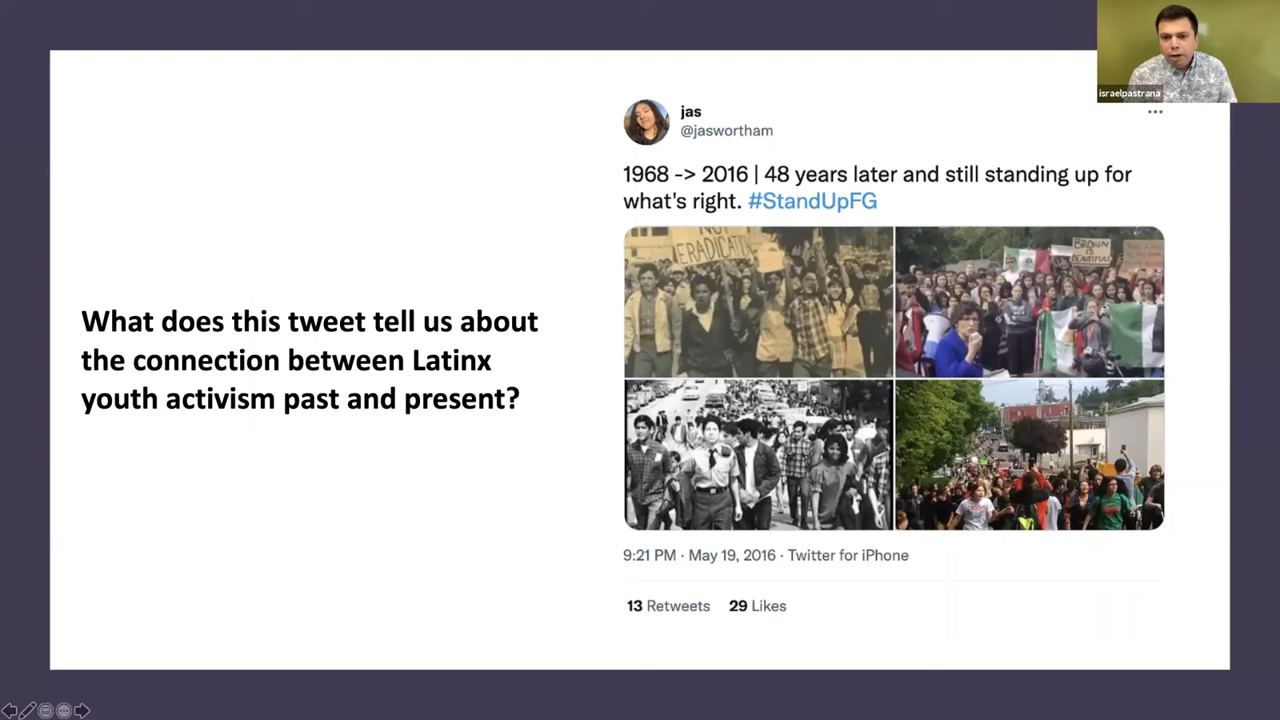 What does this tweet tell us about
the connection between Latinx
youth activism past and present?
israelpastrana
jas
@jaswortham
1968 -> 2016 | 48 years later and still standing up for
what's right. #StandUpFG
ERADICATION
BROWN
IS
BEAUTIFUL
9:21 PM · May 19, 2016 · Twitter for iPhone
13 Retweets 29 Likes